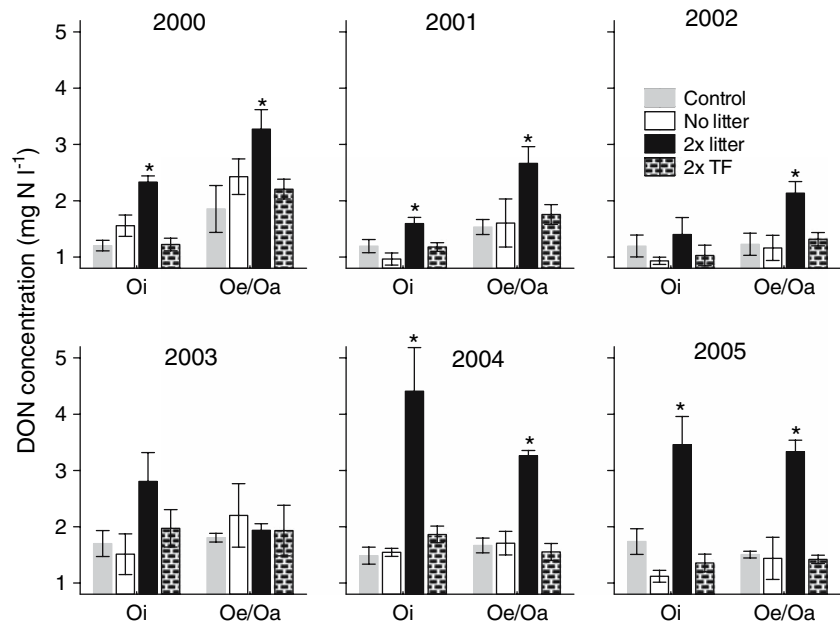 2000
2001
2002
5
4
3
2
1
Control
No litter
2x litter
2x TF
*
*
*
*
*
Oi
Oe/Oa
Oi
Oe/Oa
Oi
Oe/Oa
DON concentration (mg N l-1)
2003
2004
2005
5
4
3
2
1
*
*
*
*
Oi
Oe/Oa
Oi
Oe/Oa
Oi
Oe/Oa